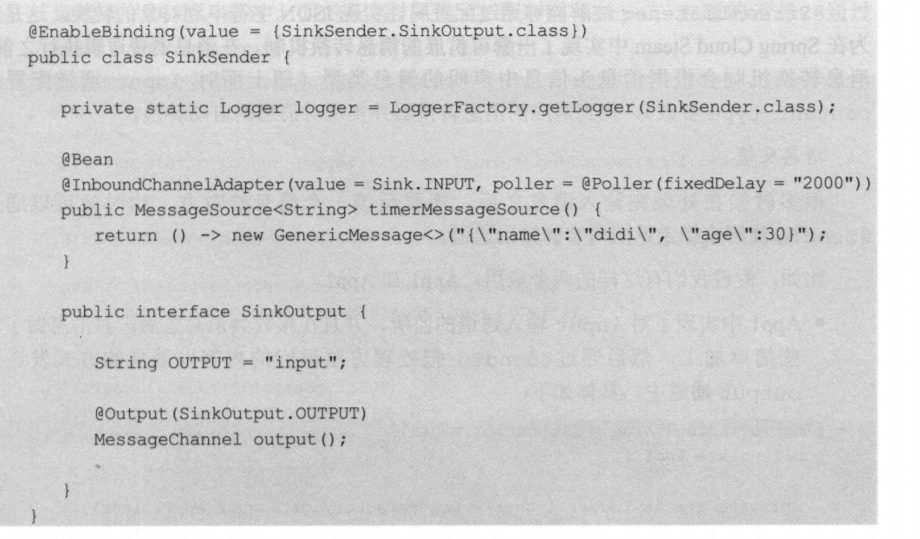 @EnableBinding(value = {SinkSender.SinkOutput.class})
public class SinkSender {
private static Logger logger = LoggerFactory.getLogger(SinkSender.class);
@Bean
@InboundChannelAdapter(value = Sink.INPUT, poller = @Poller(fixedDelay = "2000"))
public MessageSource<String> timerMessageSource() {
return () -> new GenericMessage<>("{\"name\":\"didi\", \"age\":30}");
}
public interface SinkOutput {
String OUTPUT = "input";
@Output(SinkOutput.OUTPUT)
MessageChannel output();
}
}